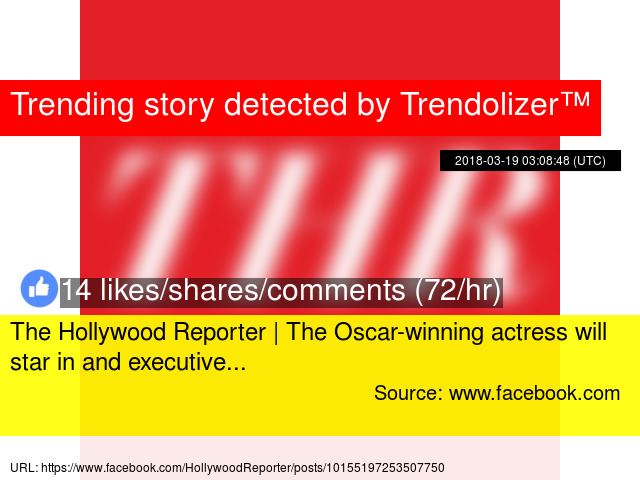 Trending story detected by Trendolizer™
2018-03-19 03:08:48 (UTC)
THR
14 likes/shares/comments (72/hr)
The Hollywood Reporter | The Oscar-winning actress will
star in and executive...
Source: www.facebook.com
URL: https://www.facebook.com/HollywoodReporter/posts/10155197253507750